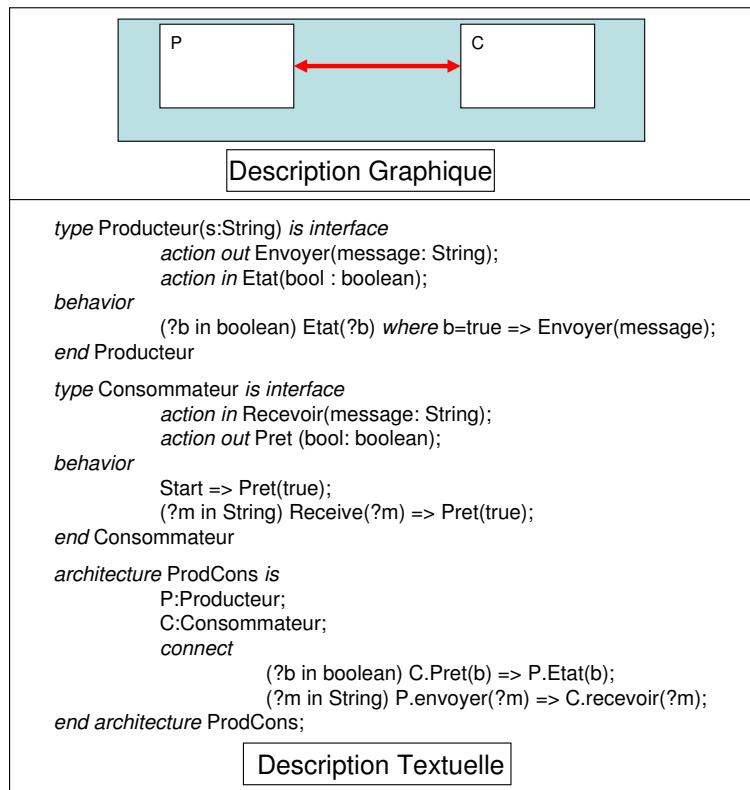 P
C
Description Graphique
type Producteur(s:String) is interface
action out Envoyer(message: String);
action in Etat(bool : boolean);
behavior
(?b in boolean) Etat(?b) where b=true => Envoyer(message);
end Producteur
type Consommateur is interface
action in Recevoir(message: String);
action out Pret (bool: boolean);
behavior
Start => Pret(true);
(?m in String) Receive(?m) => Pret(true);
end Consommateur
architecture ProdCons is
P:Producteur;
C:Consommateur;
connect
(?b in boolean) C.Pret(b) => P.Etat(b);
(?m in String) P.envoyer(?m) => C.recevoir(?m);
end architecture ProdCons;
Description Textuelle